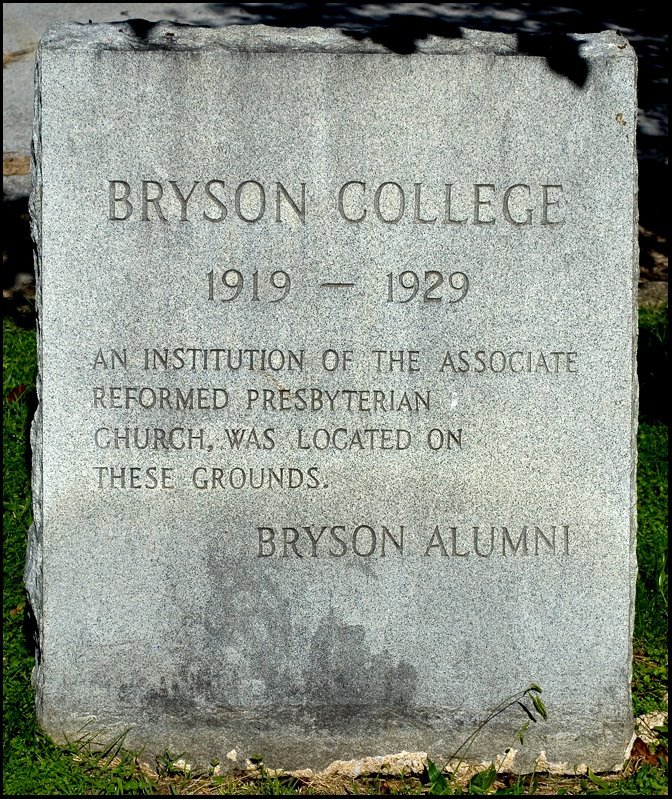 BRYSON COLLEGE
1919 — 1929
AN INSTITUTION OF THE ASSOCIATE
REFORMED PRESBYTERIAN
CHURCH, WAS LOCATED ON
THESE GROUNDS.
BRYSON ALUMNI